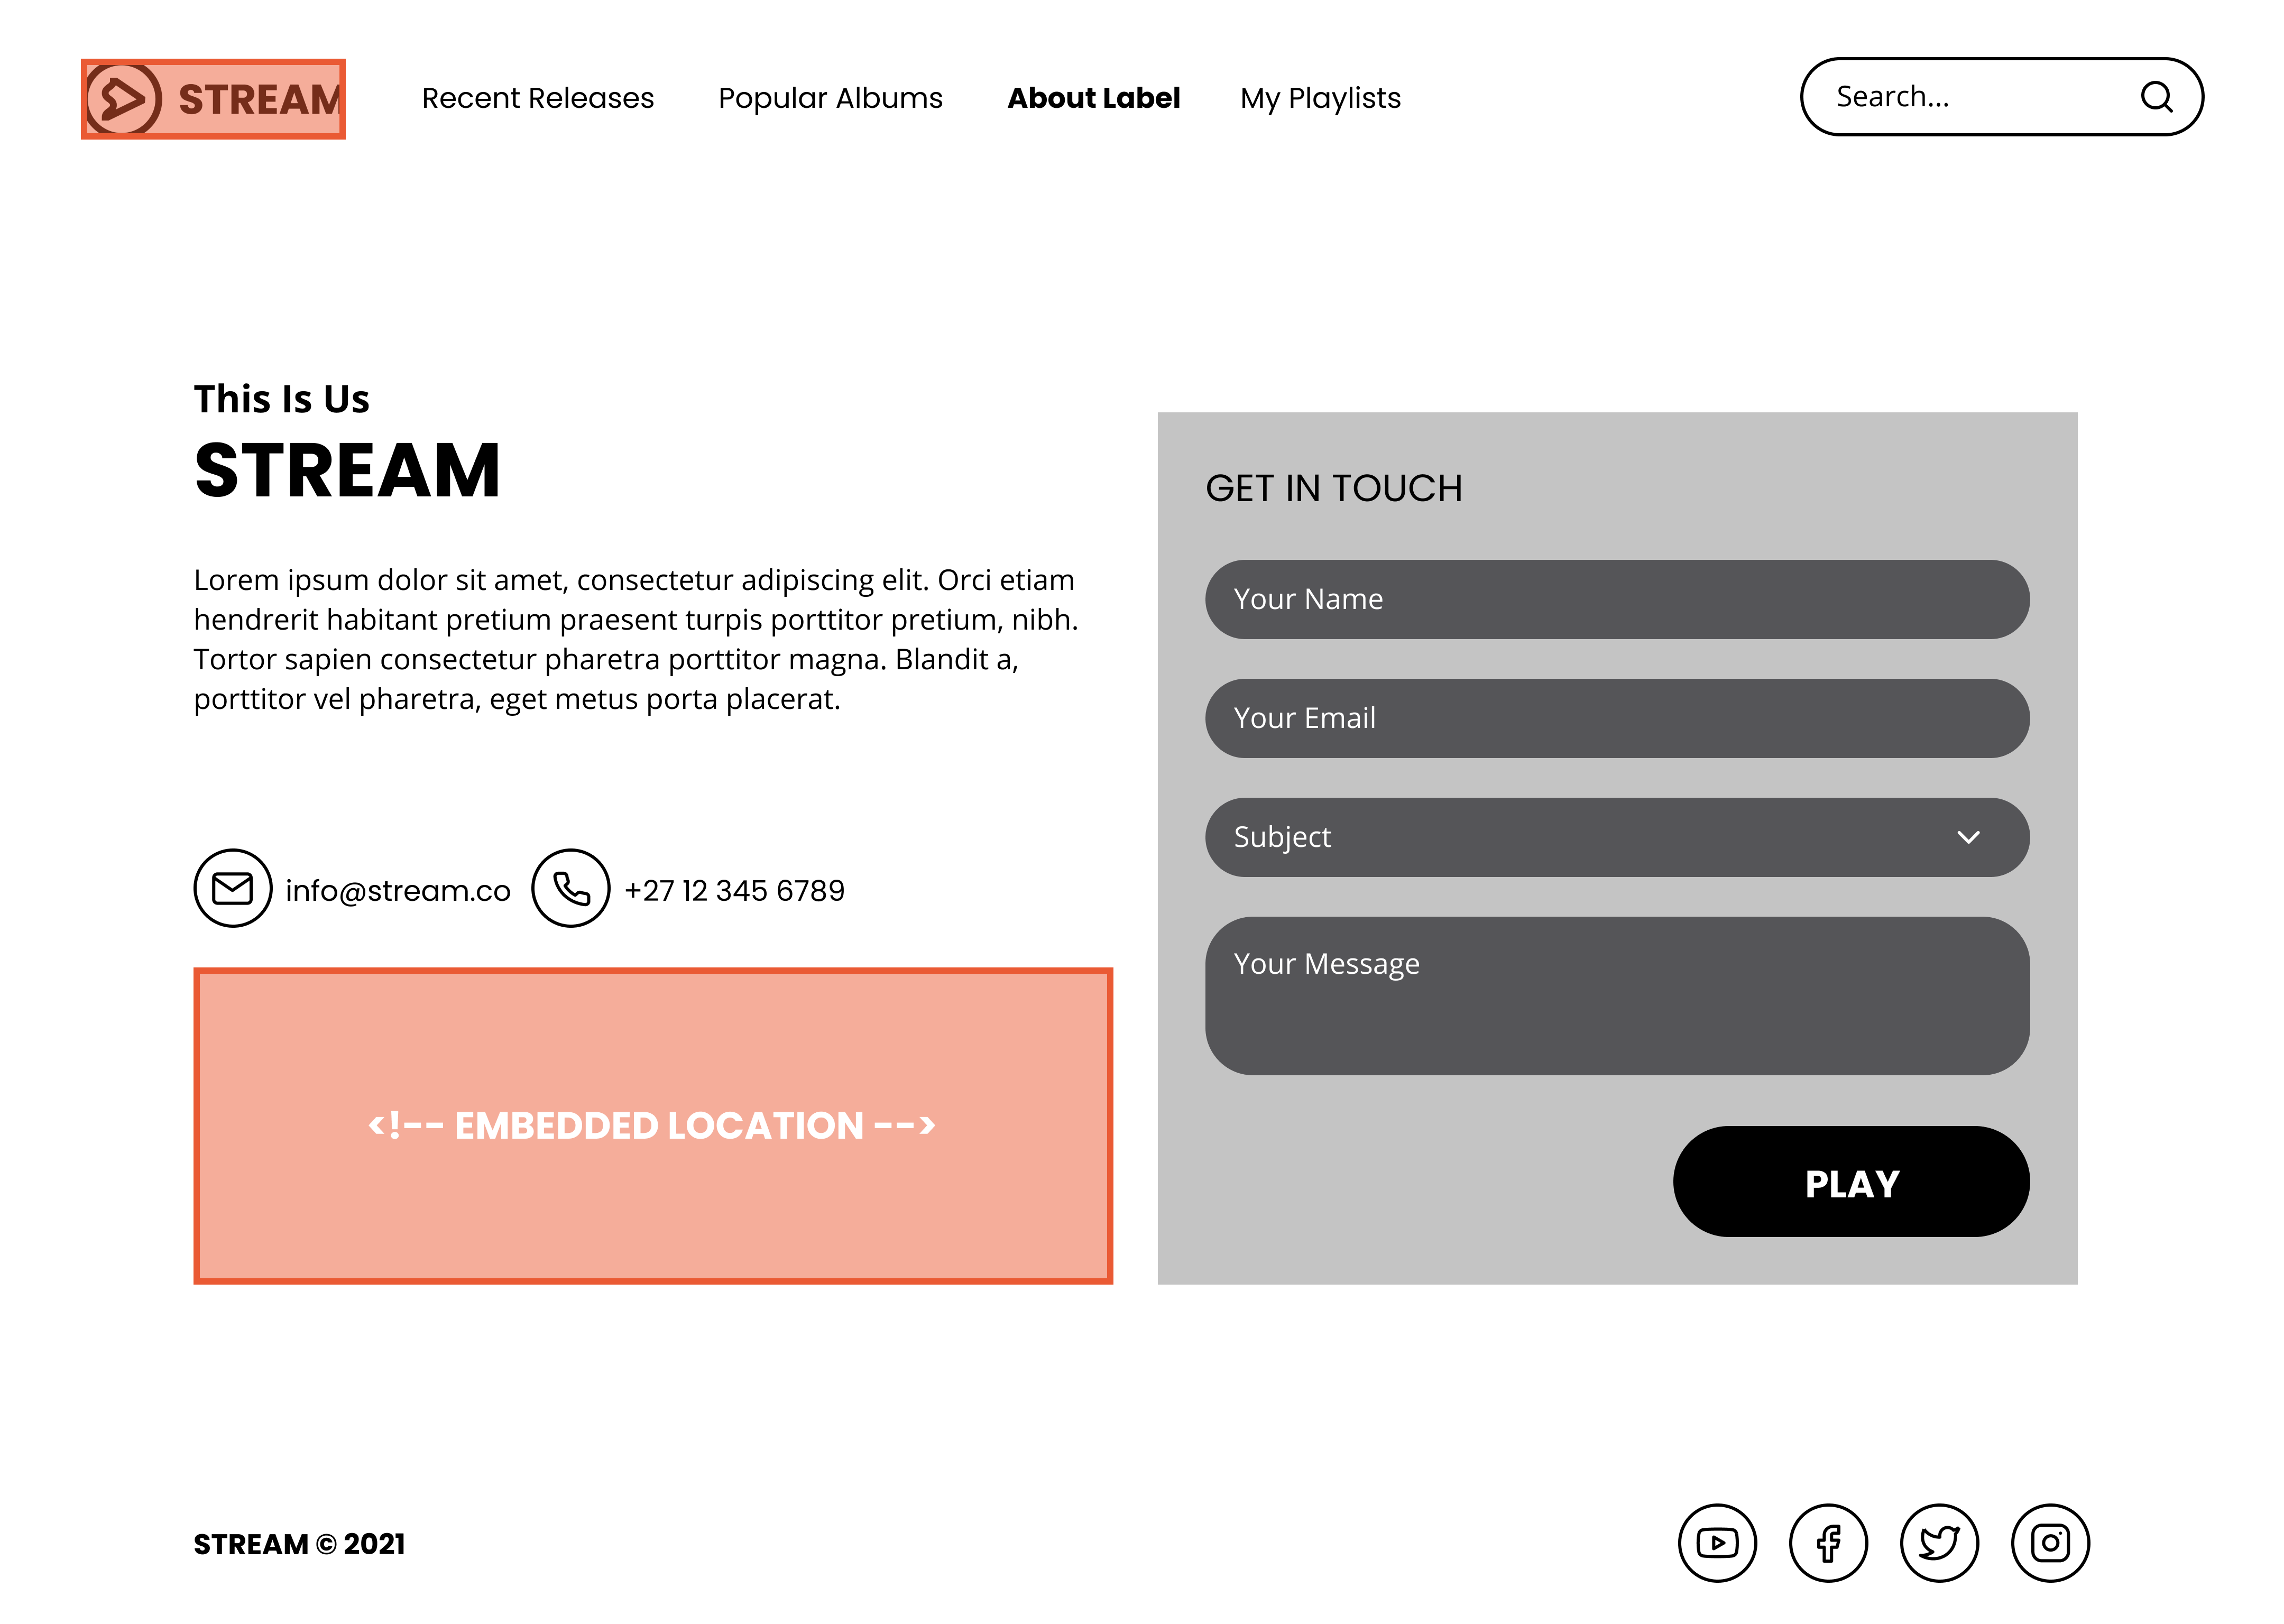 STREAM
Recent Releases
Popular Albums
About Label
My Playlists
Search...
This Is Us
STREAM
Lorem ipsum dolor sit amet, consectetur adipiscing elit. Orci etiam
hendrerit habitant pretium praesent turpis porttitor pretium, nibh.
Tortor sapien consectetur pharetra porttitor magna. Blandit a,
porttitor vel pharetra, eget metus porta placerat.
info@stream.co
+27 12 345 6789
<!-- EMBEDDED LOCATION -->
GET IN TOUCH
Your Name
Your Email
Subject
Your Message
PLAY
STREAM © 2021